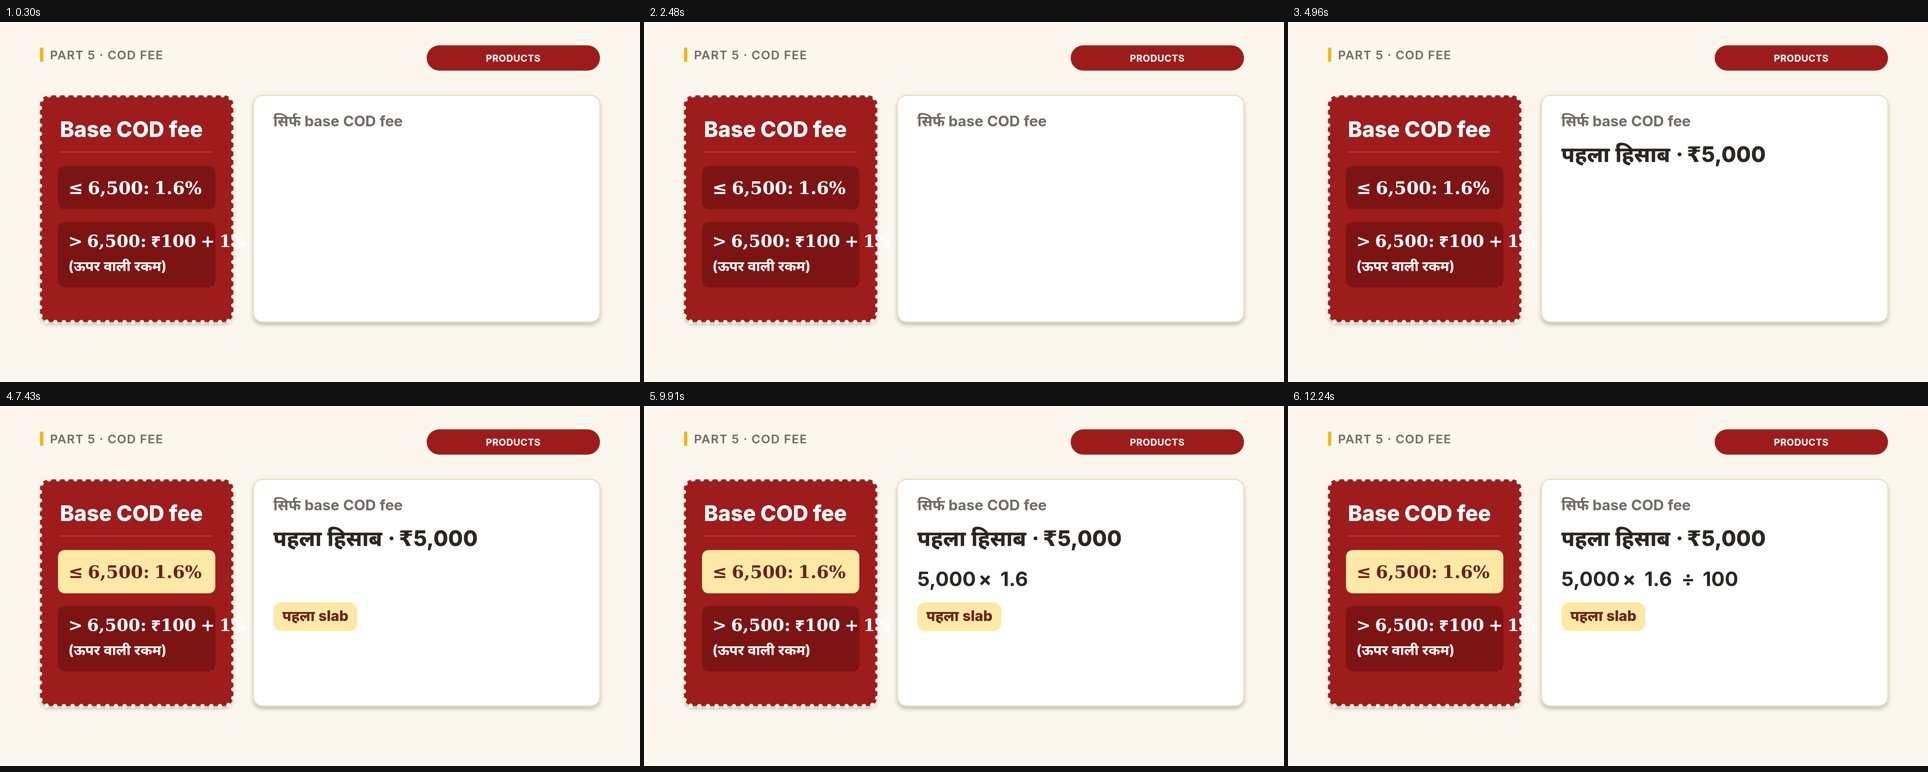 1. 0.30s
PART 5 · COD FEE
PRODUCTS
Base COD fee
≤ 6,500: 1.6%
> 6,500: ₹100 + 1%
(ऊपर वाली रकम)
सिर्फ base COD fee
2. 2.48s
PART 5 · COD FEE
PRODUCTS
Base COD fee
≤ 6,500: 1.6%
> 6,500: ₹100 + 1%
(ऊपर वाली रकम)
सिर्फ base COD fee
3. 4.96s
PART 5 · COD FEE
PRODUCTS
Base COD fee
≤ 6,500: 1.6%
> 6,500: ₹100 + 1%
(ऊपर वाली रकम)
सिर्फ base COD fee
पहला हिसाब · ₹5,000
4. 7.43s
PART 5 · COD FEE
PRODUCTS
Base COD fee
≤ 6,500: 1.6%
> 6,500: ₹100 + 1%
(ऊपर वाली रकम)
सिर्फ base COD fee
पहला हिसाब · ₹5,000
पहला slab
5. 9.91s
PART 5 · COD FEE
PRODUCTS
Base COD fee
≤ 6,500: 1.6%
> 6,500: ₹100 + 1%
(ऊपर वाली रकम)
सिर्फ base COD fee
पहला हिसाब · ₹5,000
5,000 × 1.6
पहला slab
6. 12.24s
PART 5 · COD FEE
PRODUCTS
Base COD fee
≤ 6,500: 1.6%
> 6,500: ₹100 + 1%
(ऊपर वाली रकम)
सिर्फ base COD fee
पहला हिसाब · ₹5,000
5,000 × 1.6 ÷ 100
पहला slab